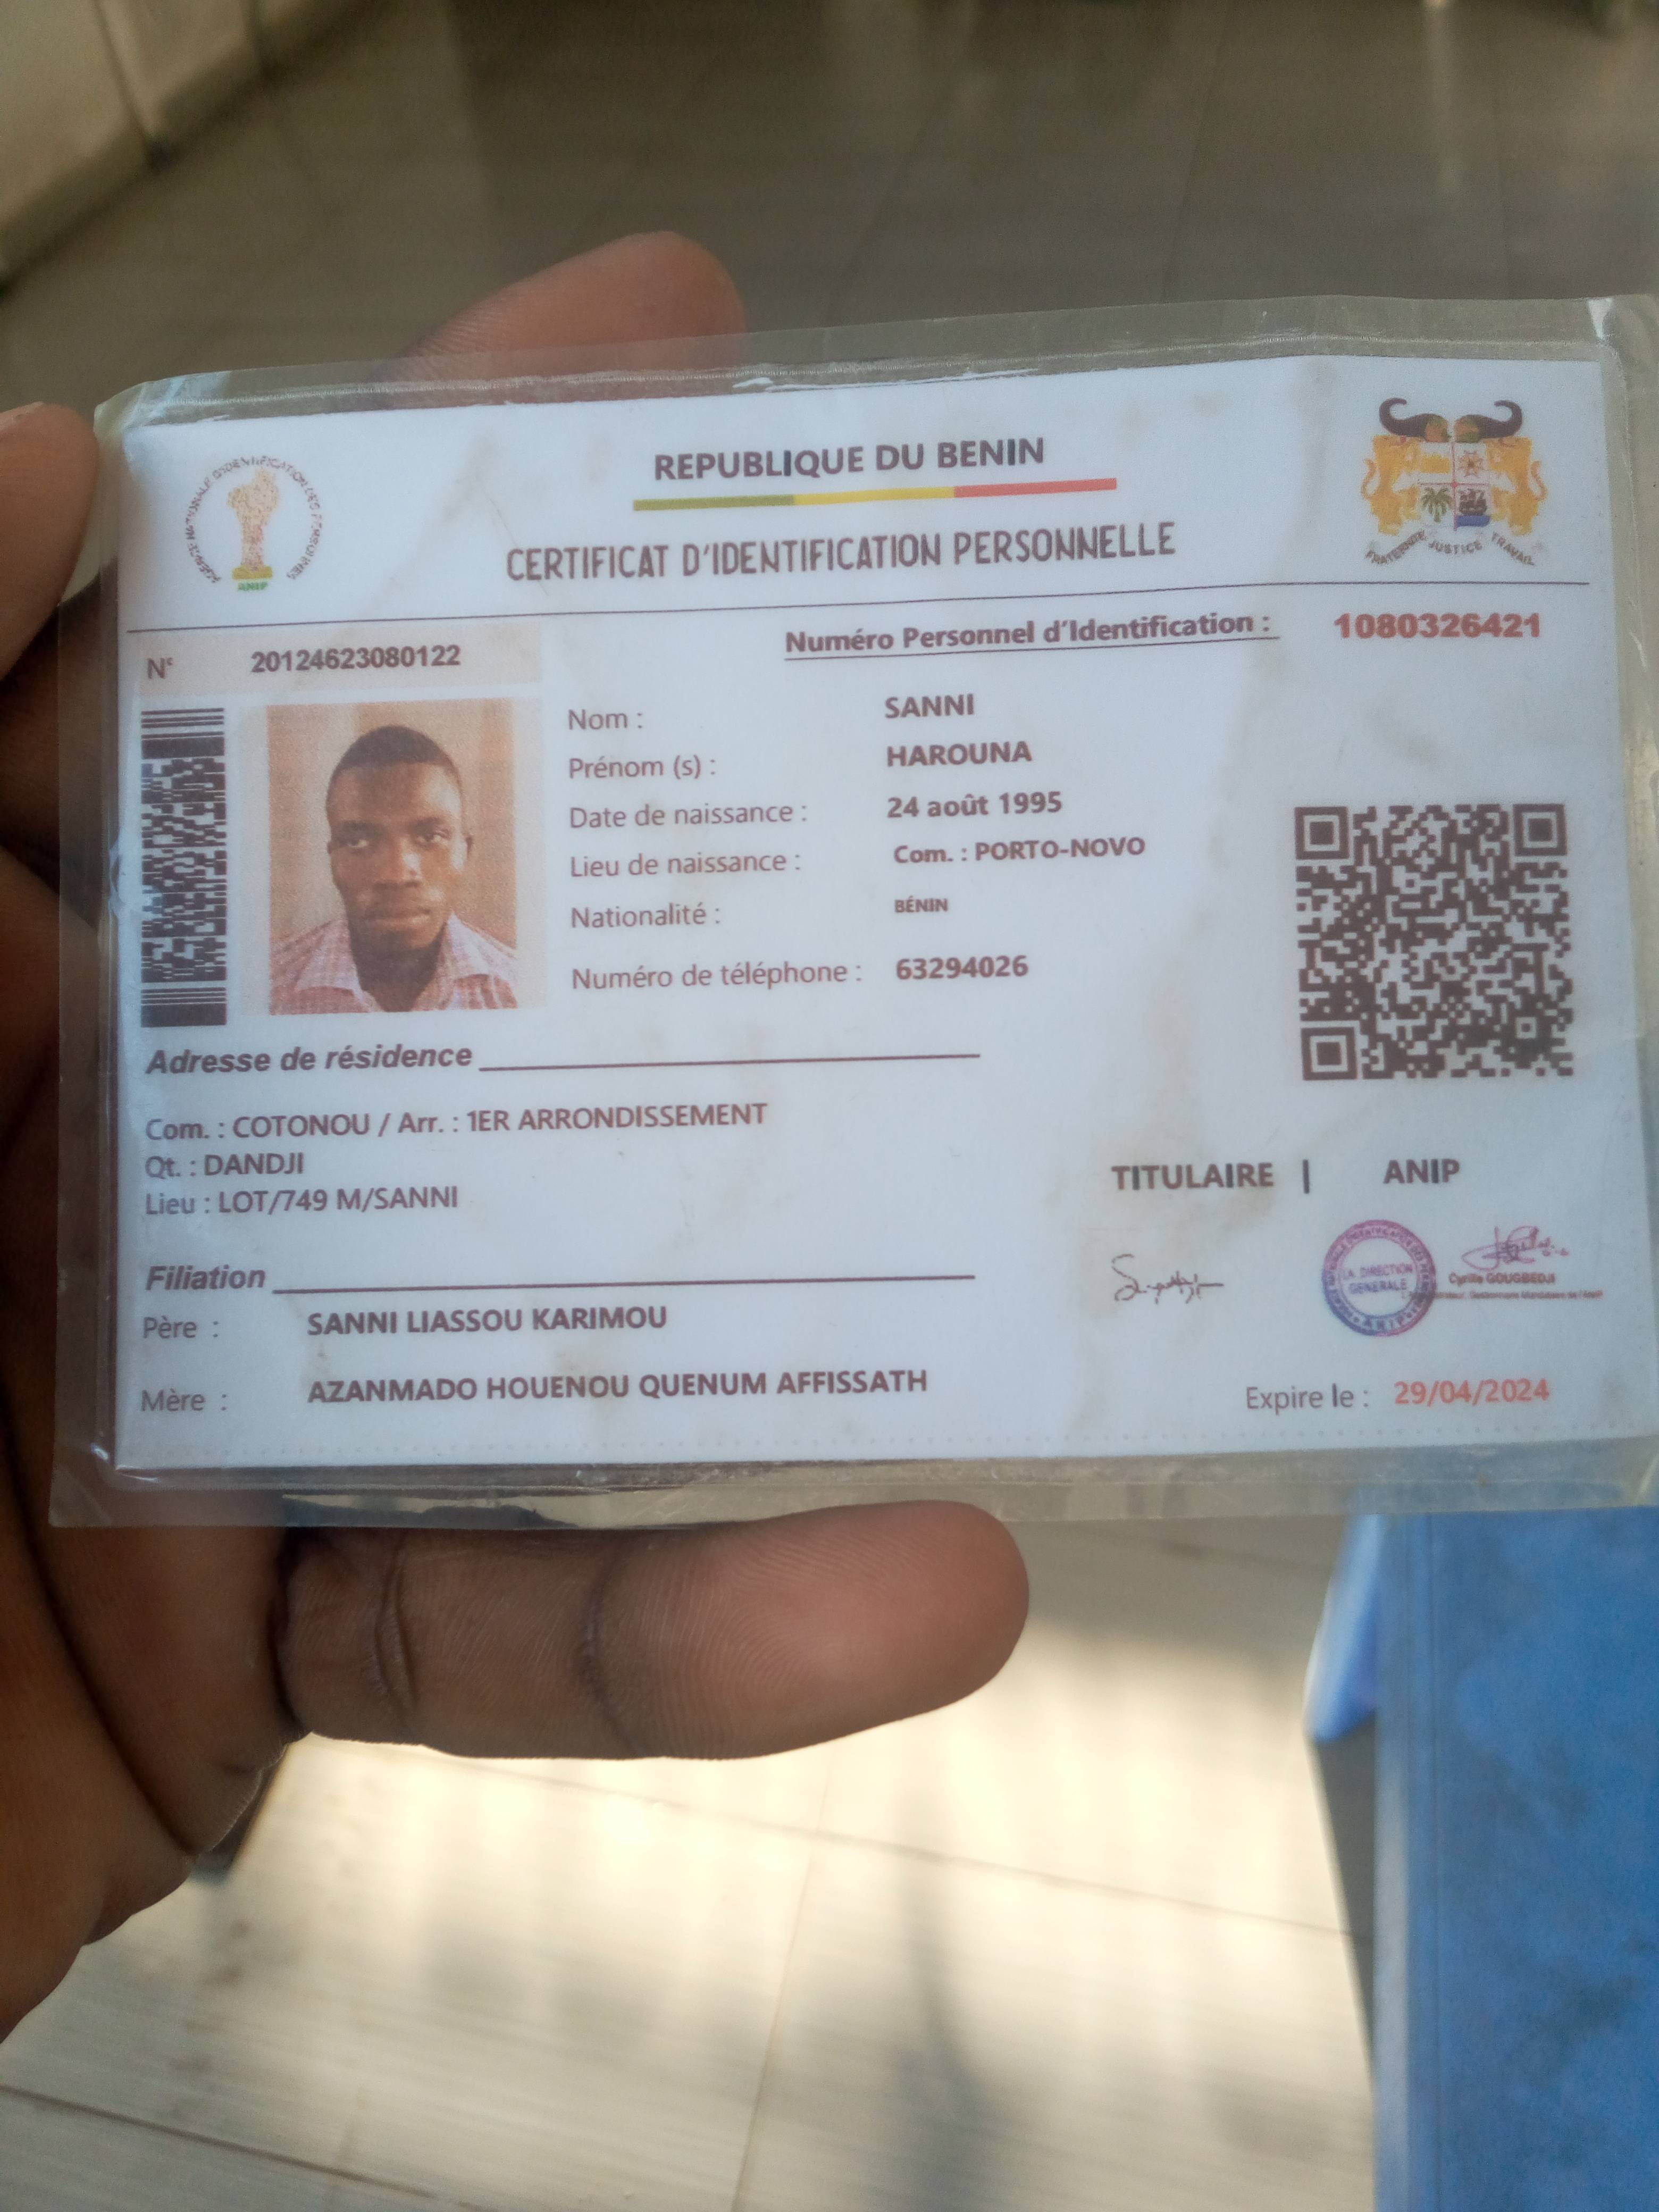 REPUBLIQUE DU BENIN
CERTIFICAT D'IDENTIFICATION PERSONNELLE
AGENCE NATIONALE D'IDENTIFICATION DES PERSONNES
ANIP
FRATERNITE JUSTICE TRAVAIL
N° 20124623080122
Numéro Personnel d'Identification : 1080326421
Nom : SANNI
Prénom (s) : HAROUNA
Date de naissance : 24 août 1995
Lieu de naissance : Com. : PORTO-NOVO
Nationalité : BÉNIN
Numéro de téléphone : 63294026
Adresse de résidence
Com. : COTONOU / Arr. : 1ER ARRONDISSEMENT
Qt. : DANDJI
Lieu : LOT/749 M/SANNI
Filiation
Père : SANNI LIASSOU KARIMOU
Mère : AZANMADO HOUENOU QUENUM AFFISSATH
TITULAIRE | ANIP
LA DIRECTION
GENERALE
Cyrille GOUGBEDJI
Expire le : 29/04/2024